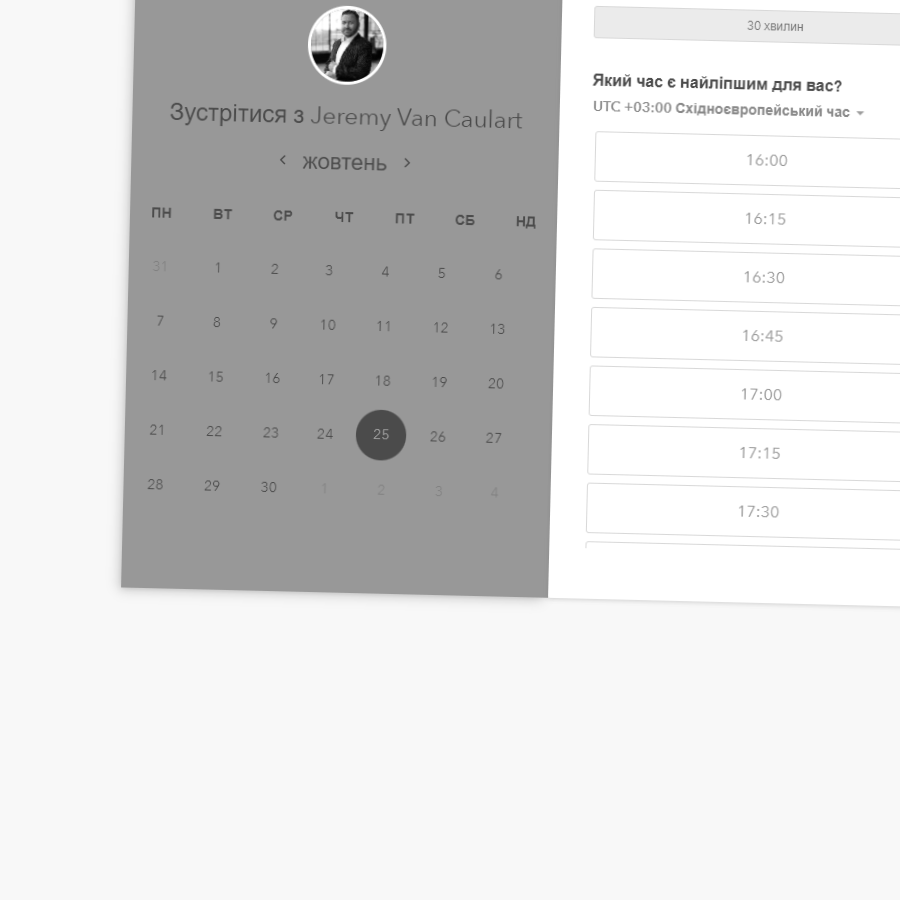 Зустрітися з Jeremy Van Caulart
жовтень
ПН ВТ СР ЧТ ПТ СБ НД
31 1 2 3 4 5 6
7 8 9 10 11 12 13
14 15 16 17 18 19 20
21 22 23 24 25 26 27
28 29 30 1 2 3 4
30 хвилин
Який час є найліпшим для вас?
UTC +03:00 Східноєвропейський час
16:00
16:15
16:30
16:45
17:00
17:15
17:30